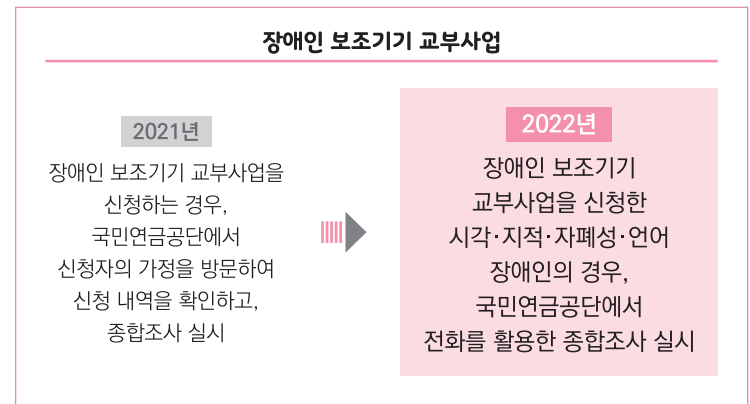 장애인 보조기기 교부사업
2021년
장애인 보조기기 교부사업을
신청하는 경우,
국민연금공단에서
신청자의 가정을 방문하여
신청 내역을 확인하고,
종합조사 실시
2022년
장애인 보조기기
교부사업을 신청한
시각·지적·자폐성·언어
장애인의 경우,
국민연금공단에서
전화를 활용한 종합조사 실시